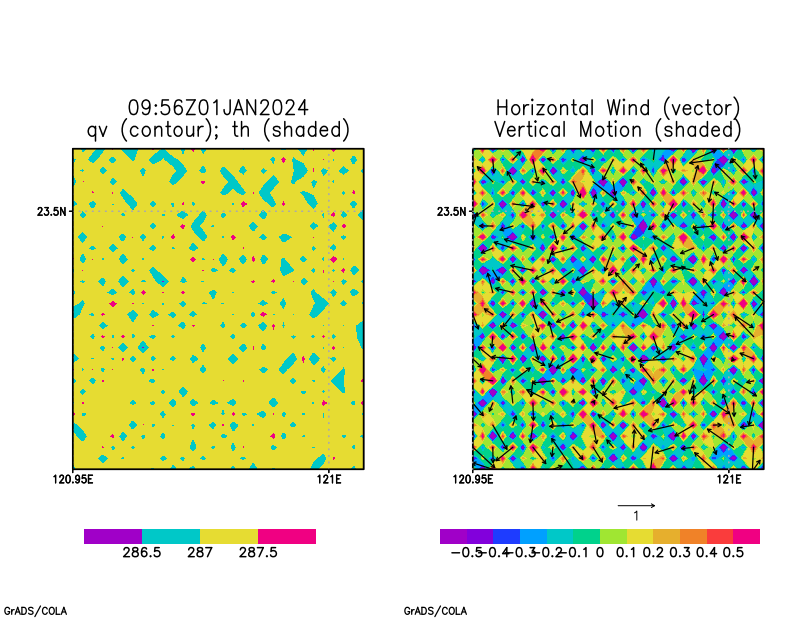 09:56Z01JAN2024
qv (contour); th (shaded)
23.5N
120.95E
121E
286.5 287 287.5
GrADS/COLA
Horizontal Wind (vector)
Vertical Motion (shaded)
23.5N
120.95E
121E
1
-0.5 -0.4 -0.3 -0.2 -0.1 0 0.1 0.2 0.3 0.4 0.5
GrADS/COLA